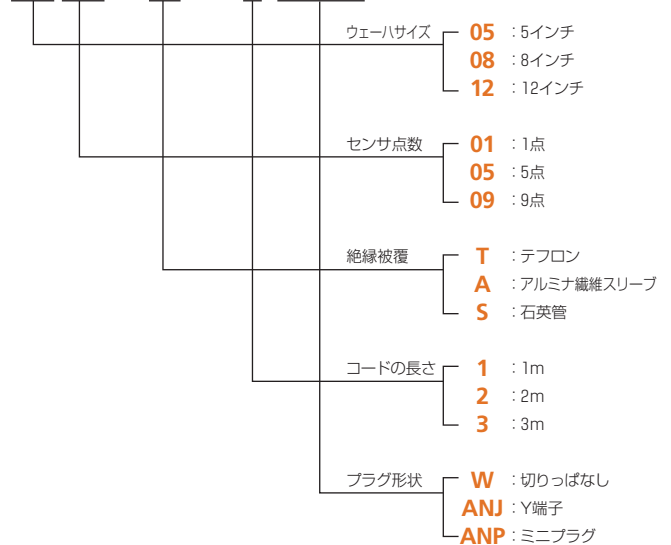 ウェーハサイズ 05 : 5インチ
08 : 8インチ
12 : 12インチ
センサ点数 01 : 1点
05 : 5点
09 : 9点
絶縁被覆 T : テフロン
A : アルミナ繊維スリーブ
S : 石英管
コードの長さ 1 : 1m
2 : 2m
3 : 3m
プラグ形状 W : 切りっぱなし
ANJ : Y端子
ANP : ミニプラグ